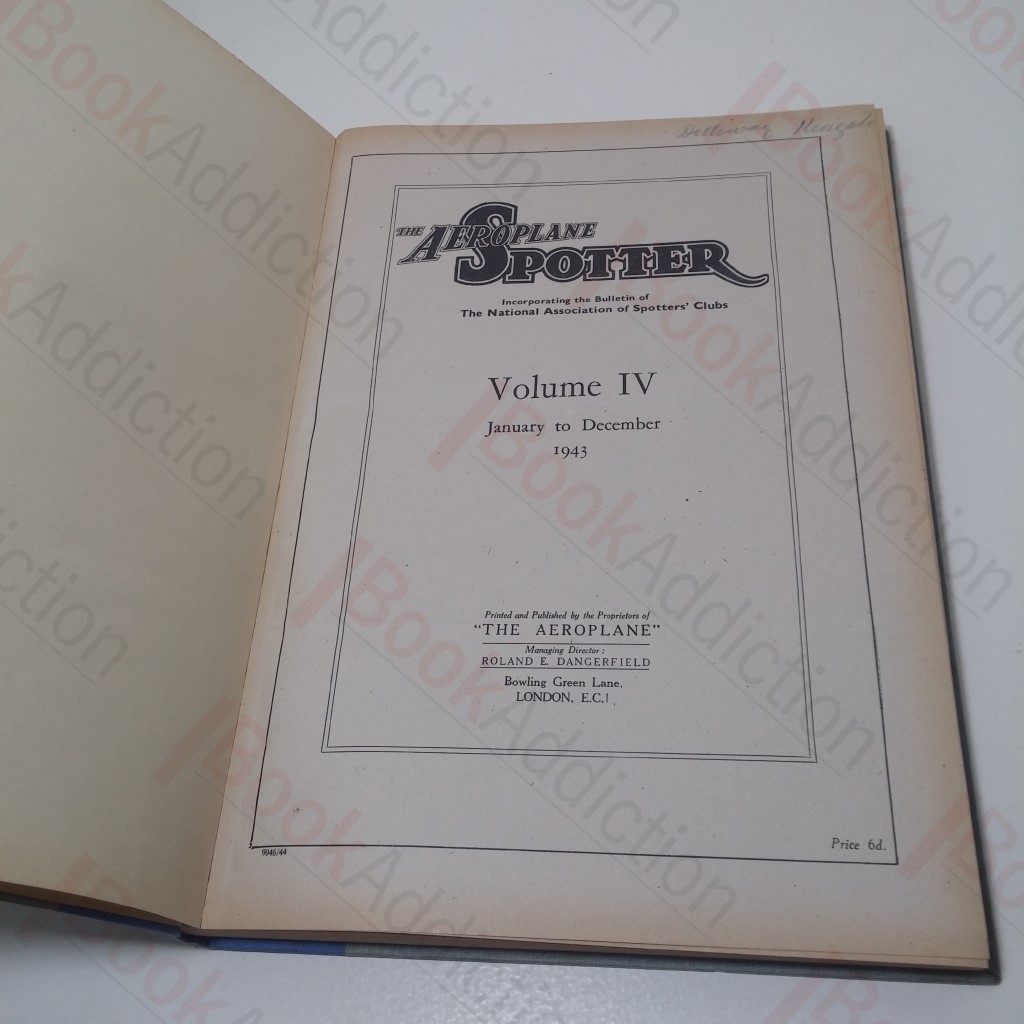 THE AEROPLANE
SPOTTER
Incorporating the Bulletin of
The National Association of Spotters' Clubs
Volume IV
January to December
1943
Printed and Published by the Proprietors of
"THE AEROPLANE"
Managing Director:
ROLAND E. DANGERFIELD
Bowling Green Lane,
LONDON, E.C.1
9046/44
Price 6d.
BookAddiction